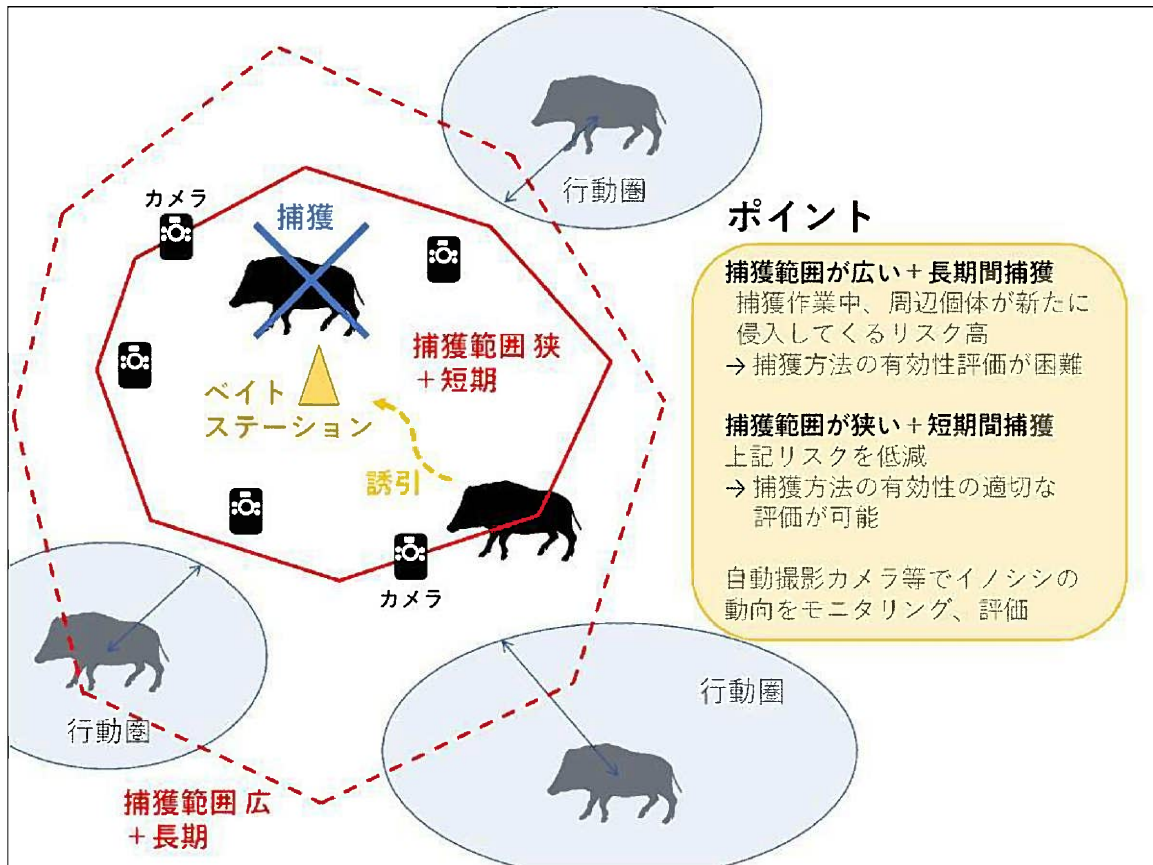 行動圏
カメラ
捕獲
捕獲範囲 狭
＋短期
ベイト
ステーション
誘引
カメラ
行動圏
行動圏
捕獲範囲 広
＋長期
ポイント
捕獲範囲が広い＋長期間捕獲
捕獲作業中、周辺個体が新たに
侵入してくるリスク高
→ 捕獲方法の有効性評価が困難
捕獲範囲が狭い＋短期間捕獲
上記リスクを低減
→ 捕獲方法の有効性の適切な
評価が可能
自動撮影カメラ等でイノシシの
動向をモニタリング、評価